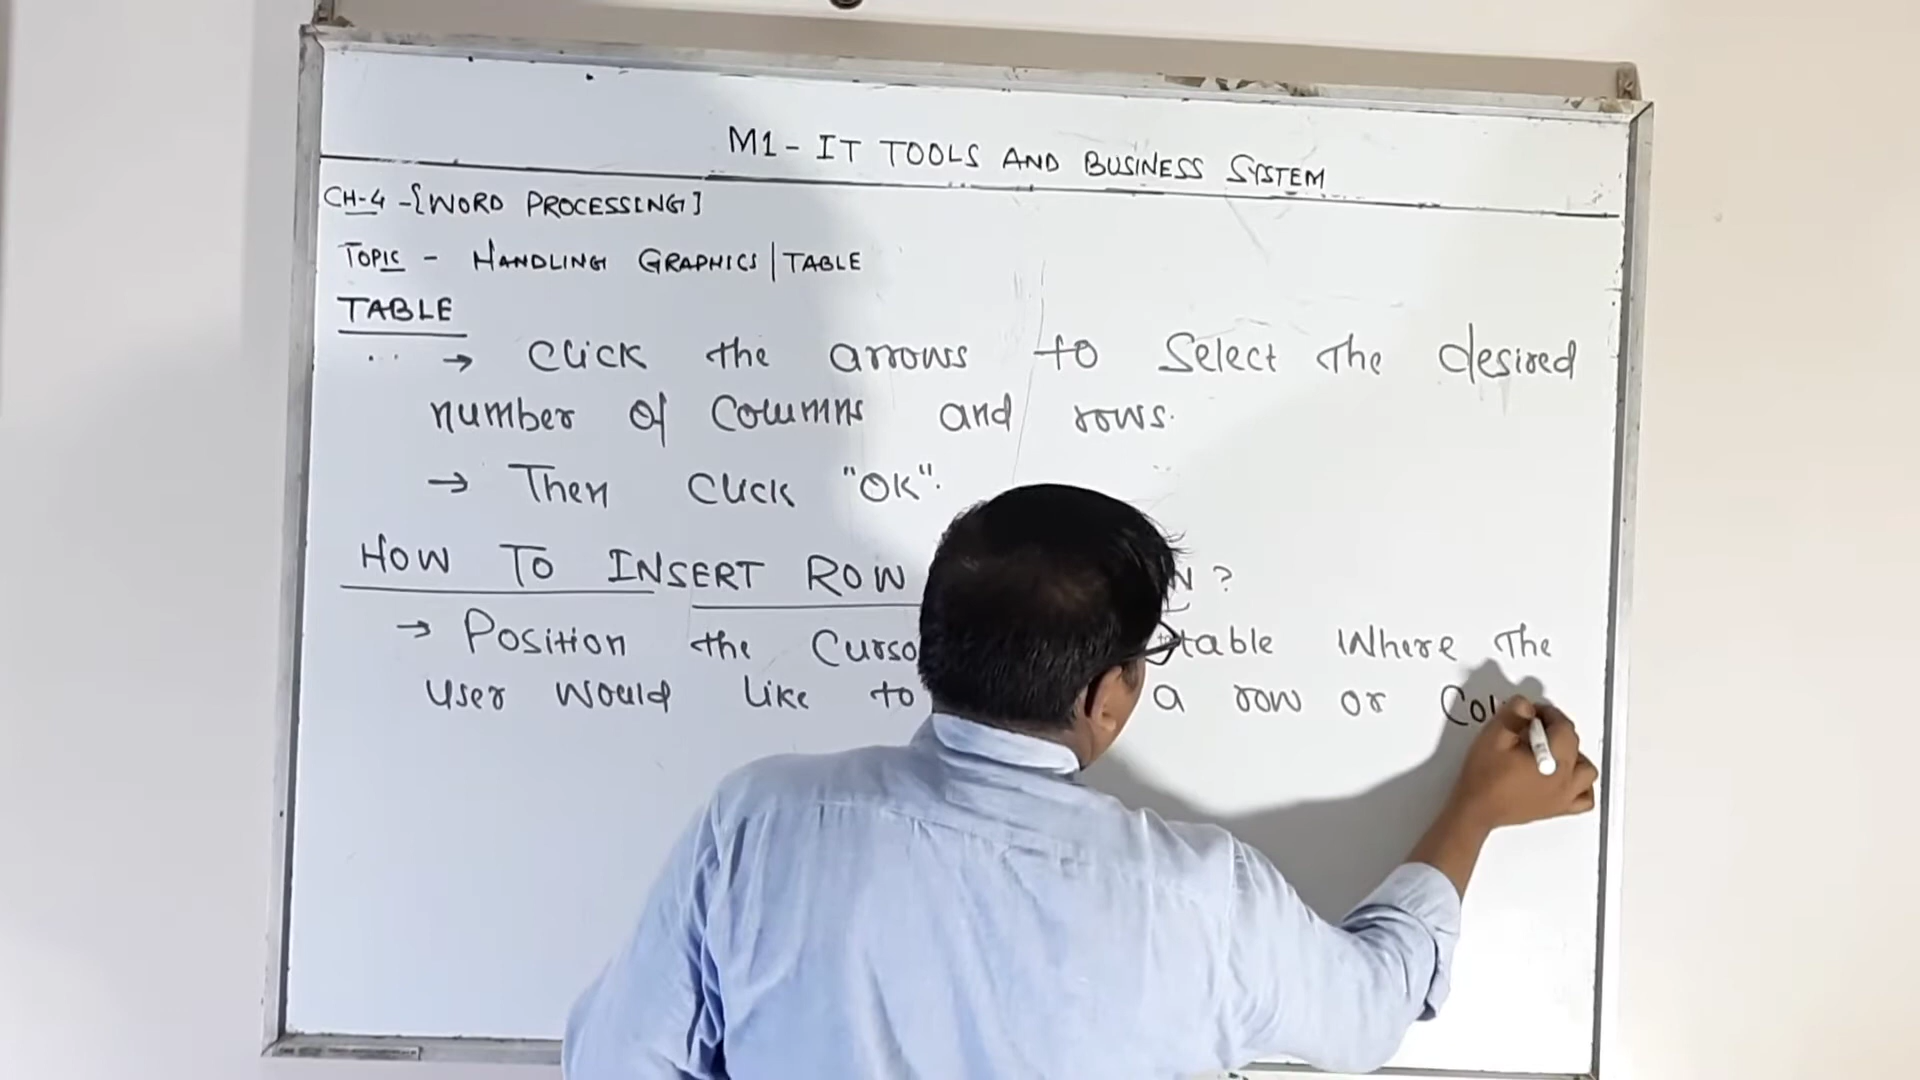 M1 - IT TOOLS AND BUSINESS SYSTEM
CH-4 - [WORD PROCESSING]
TOPIC - HANDLING GRAPHICS | TABLE
TABLE
→ Click the arrows to Select The desired
number of Columns and rows.
→ Then Click "OK".
HOW TO INSERT ROW ?
→ Position the table Where The
User Would like to a row or